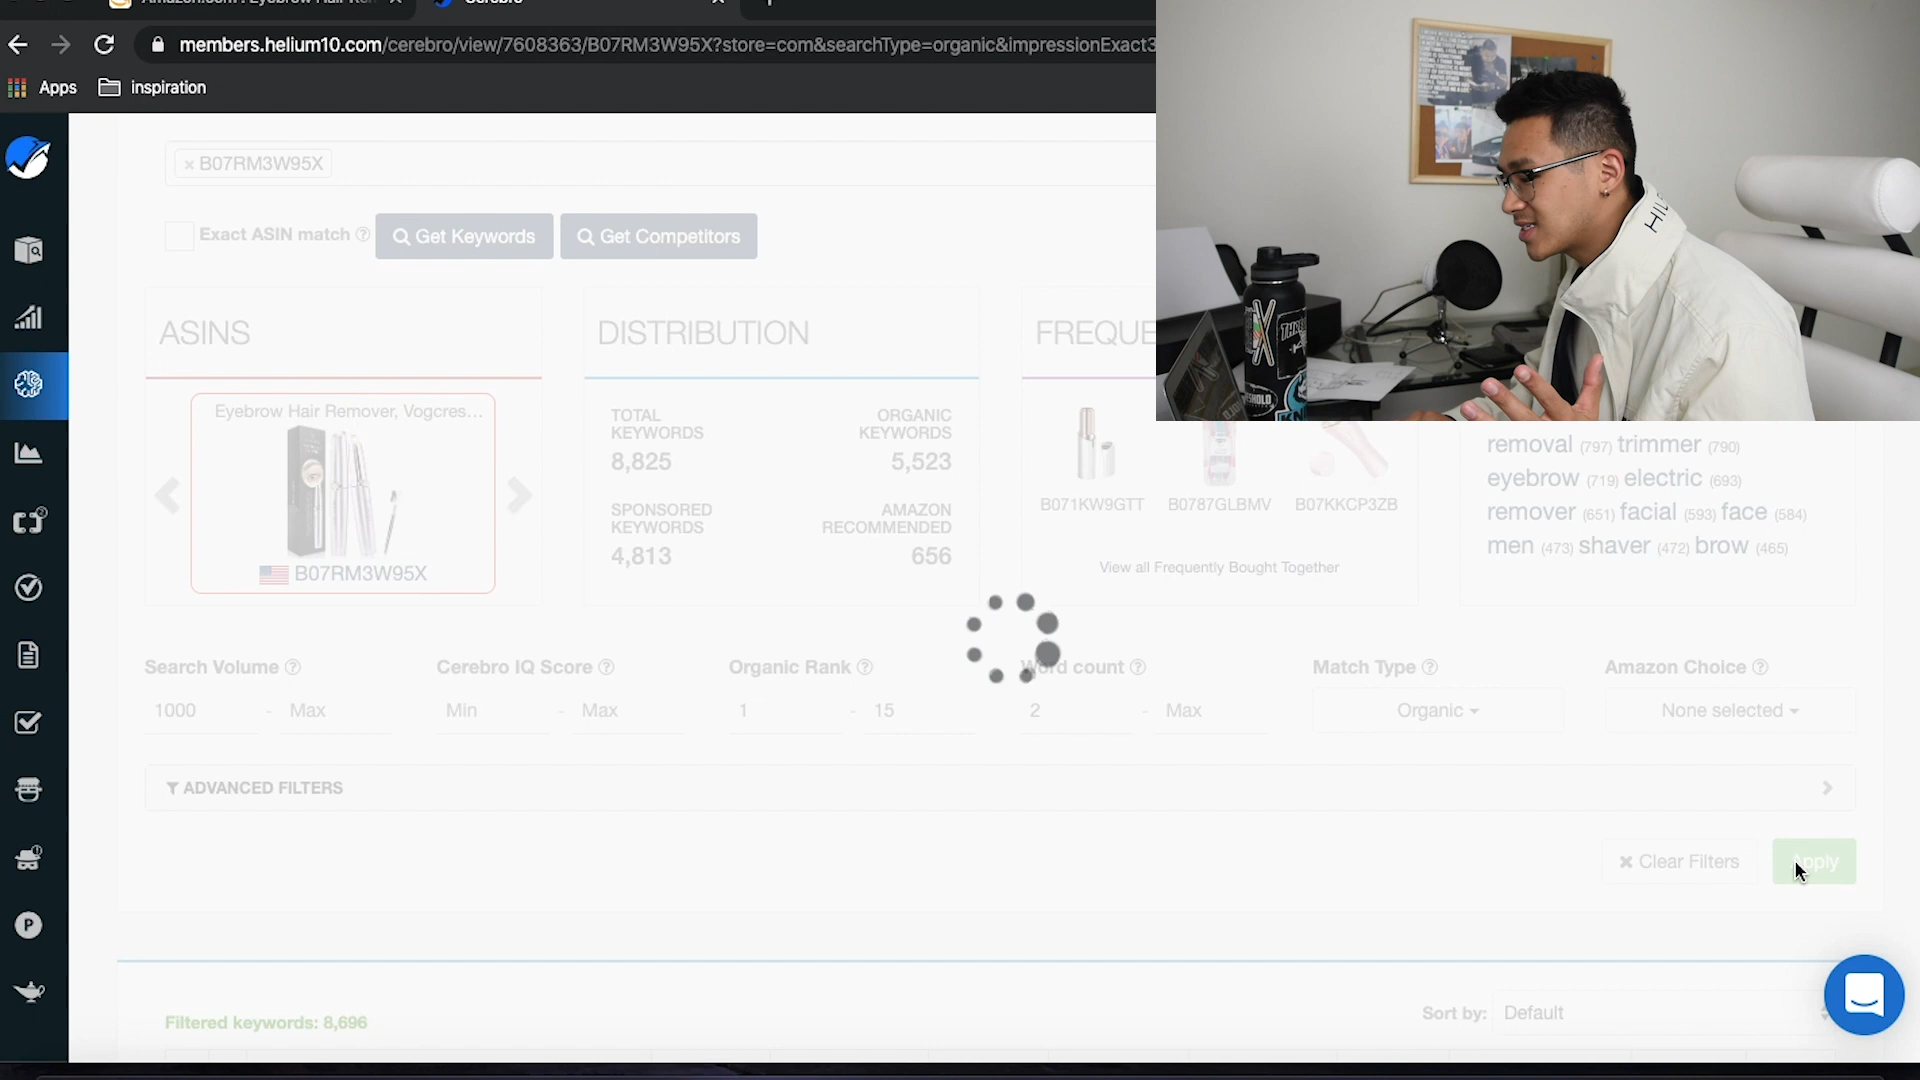 members.helium10.com/cerebro/view/7608363/B07RM3W95X?store=com&searchType=organic&impressionExact3
Apps
inspiration
× B07RM3W95X
Exact ASIN match
Get Keywords
Get Competitors
ASINS
Eyebrow Hair Remover, Vogcres...
B07RM3W95X
DISTRIBUTION
TOTAL KEYWORDS
8,825
ORGANIC KEYWORDS
5,523
SPONSORED KEYWORDS
4,813
AMAZON RECOMMENDED
656
FREQUE
B071KW9GTT B0787GLBMV B07KKCP3ZB
View all Frequently Bought Together
removal (797) trimmer (790)
eyebrow (719) electric (693)
remover (651) facial (593) face (584)
men (473) shaver (472) brow (465)
Search Volume
1000 - Max
Cerebro IQ Score
Min - Max
Organic Rank
1 - 15
Word count
2 - Max
Match Type
Organic
Amazon Choice
None selected
ADVANCED FILTERS
Clear Filters
Apply
Filtered keywords: 8,696
Sort by: Default